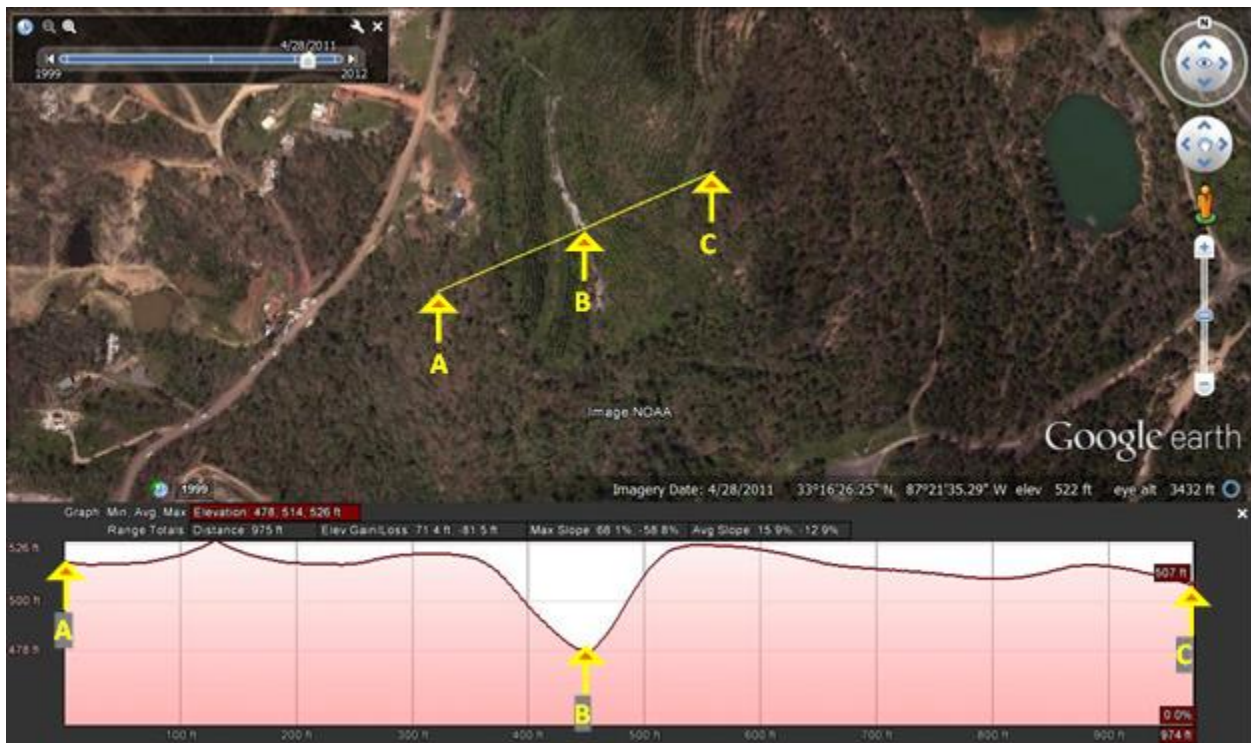 4/28/2011
1999 2012
N
C
B
A
Image NOAA
Google earth
1999
Imagery Date: 4/28/2011 33°16'26.25" N 87°21'35.29" W elev 522 ft eye alt 3432 ft
Graph: Min, Avg, Max Elevation: 478, 514, 526 ft
Range Totals: Distance: 975 ft Elev Gain/Loss: 71.4 ft, -81.5 ft Max Slope: 68.1%, -58.8% Avg Slope: 15.9%, -12.9%
526 ft
507 ft
500 ft
A
478 ft
C
B
0.0%
100 ft 200 ft 300 ft 400 ft 500 ft 600 ft 700 ft 800 ft 900 ft 974 ft